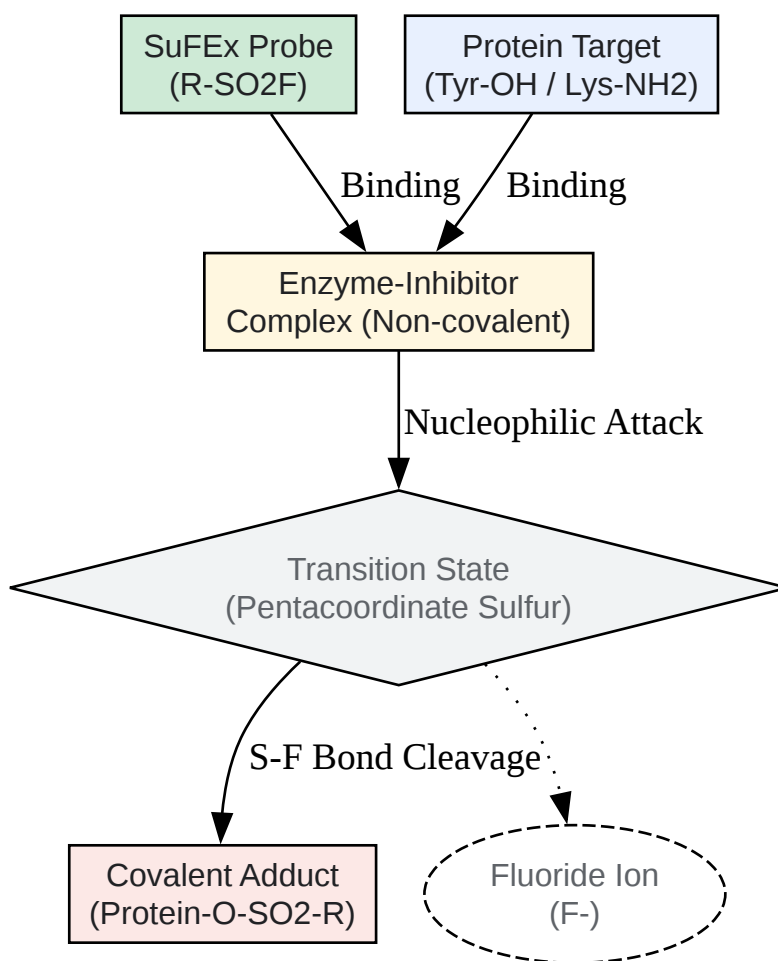 SuFEx Probe
(R-SO2F)
Protein Target
(Tyr-OH / Lys-NH2)
Binding
Binding
Enzyme-Inhibitor
Complex (Non-covalent)
Nucleophilic Attack
Transition State
(Pentacoordinate Sulfur)
S-F Bond Cleavage
Covalent Adduct
(Protein-O-SO2-R)
Fluoride Ion
(F-)